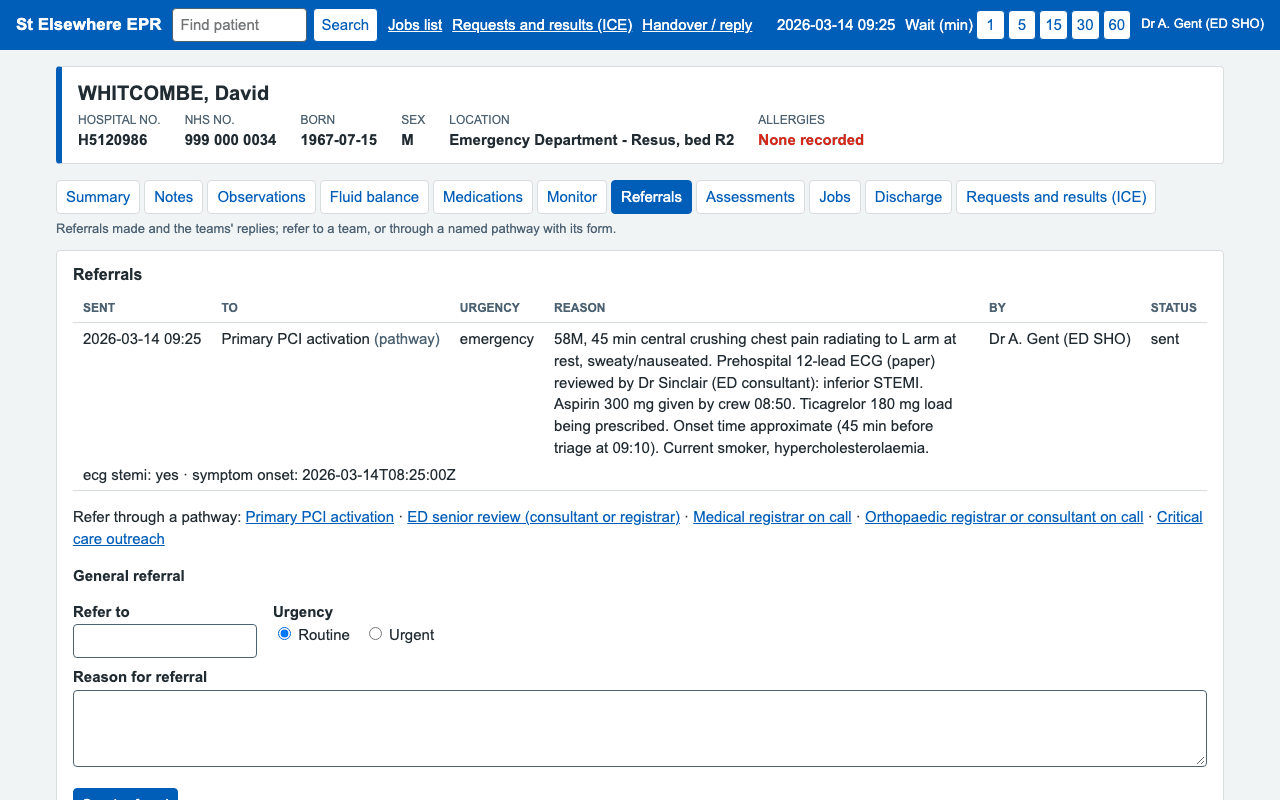 St Elsewhere EPR Find patient Search Jobs list Requests and results (ICE) Handover / reply 2026-03-14 09:25 Wait (min) 1 5 15 30 60 Dr A. Gent (ED SHO)
WHITCOMBE, David
HOSPITAL NO. NHS NO. BORN SEX LOCATION ALLERGIES
H5120986 999 000 0034 1967-07-15 M Emergency Department - Resus, bed R2 None recorded
Summary Notes Observations Fluid balance Medications Monitor Referrals Assessments Jobs Discharge Requests and results (ICE)
Referrals made and the teams' replies; refer to a team, or through a named pathway with its form.
Referrals
SENT TO URGENCY REASON BY STATUS
2026-03-14 09:25 Primary PCI activation (pathway) emergency 58M, 45 min central crushing chest pain radiating to L arm at Dr A. Gent (ED SHO) sent
rest, sweaty/nauseated. Prehospital 12-lead ECG (paper)
reviewed by Dr Sinclair (ED consultant): inferior STEMI.
Aspirin 300 mg given by crew 08:50. Ticagrelor 180 mg load
being prescribed. Onset time approximate (45 min before
triage at 09:10). Current smoker, hypercholesterolaemia.
ecg stemi: yes · symptom onset: 2026-03-14T08:25:00Z
Refer through a pathway: Primary PCI activation · ED senior review (consultant or registrar) · Medical registrar on call · Orthopaedic registrar or consultant on call · Critical
care outreach
General referral
Refer to Urgency
Routine Urgent
Reason for referral